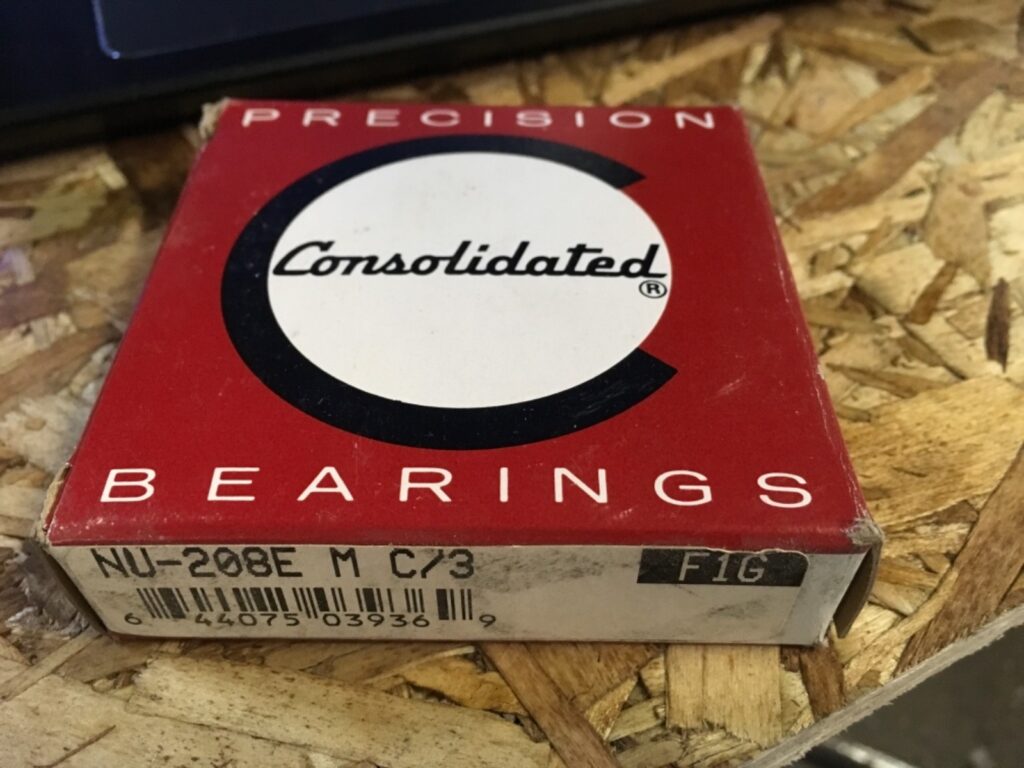 PRECISION
Consolidated
®
BEARINGS
NU-208E M C/3
F1G
6 44075 03936 9